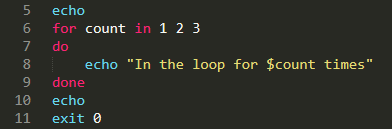 5 echo
6 for count in 1 2 3
7 do
8     echo "In the loop for $count times"
9 done
10 echo
11 exit 0